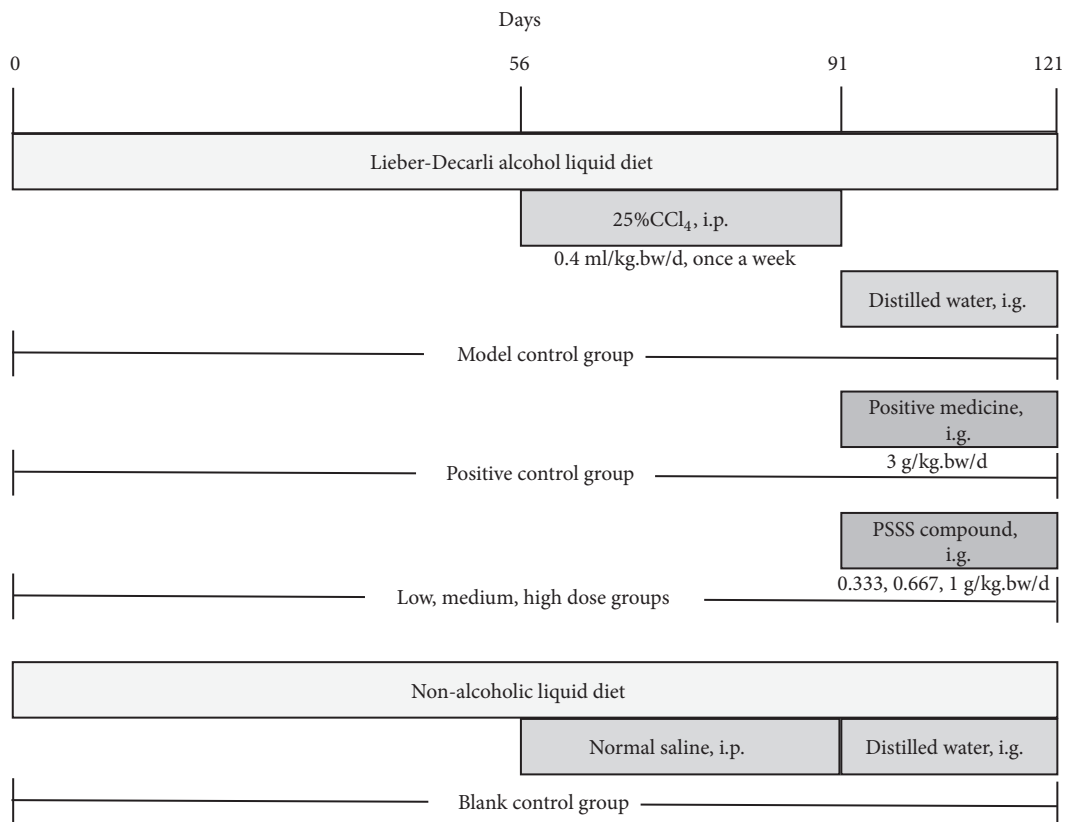 Days
0 56 91 121
Lieber-Decarli alcohol liquid diet
25%CCl₄, i.p.
0.4 ml/kg.bw/d, once a week
Distilled water, i.g.
Model control group
Positive medicine,
i.g.
3 g/kg.bw/d
Positive control group
PSSS compound,
i.g.
0.333, 0.667, 1 g/kg.bw/d
Low, medium, high dose groups
Non-alcoholic liquid diet
Normal saline, i.p. Distilled water, i.g.
Blank control group